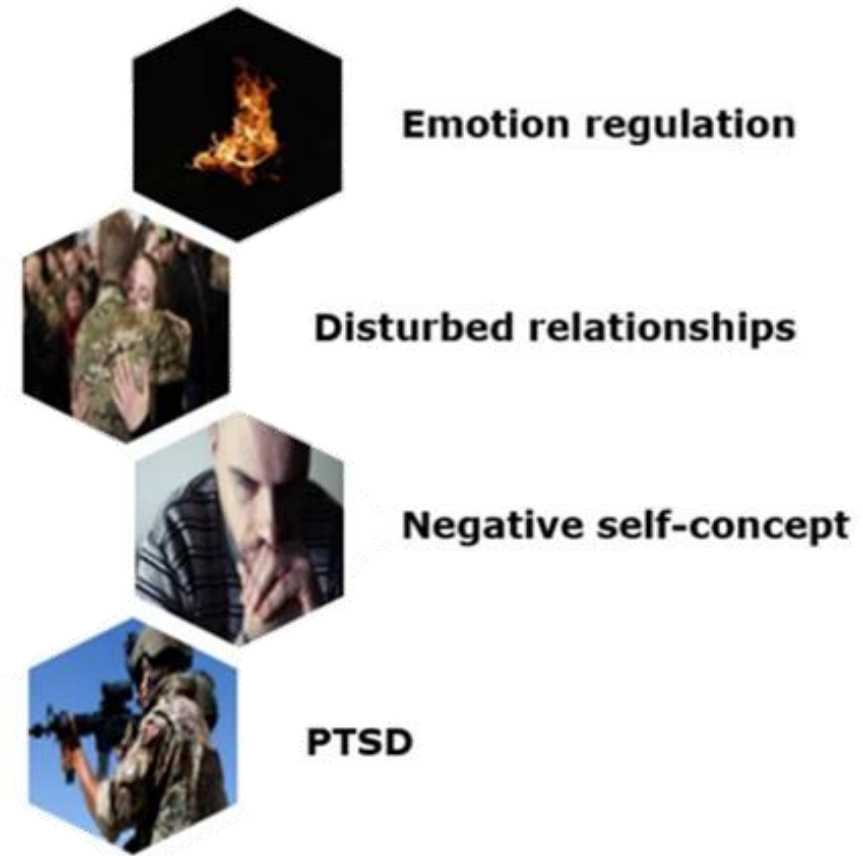 Emotion regulation
Disturbed relationships
Negative self-concept
PTSD